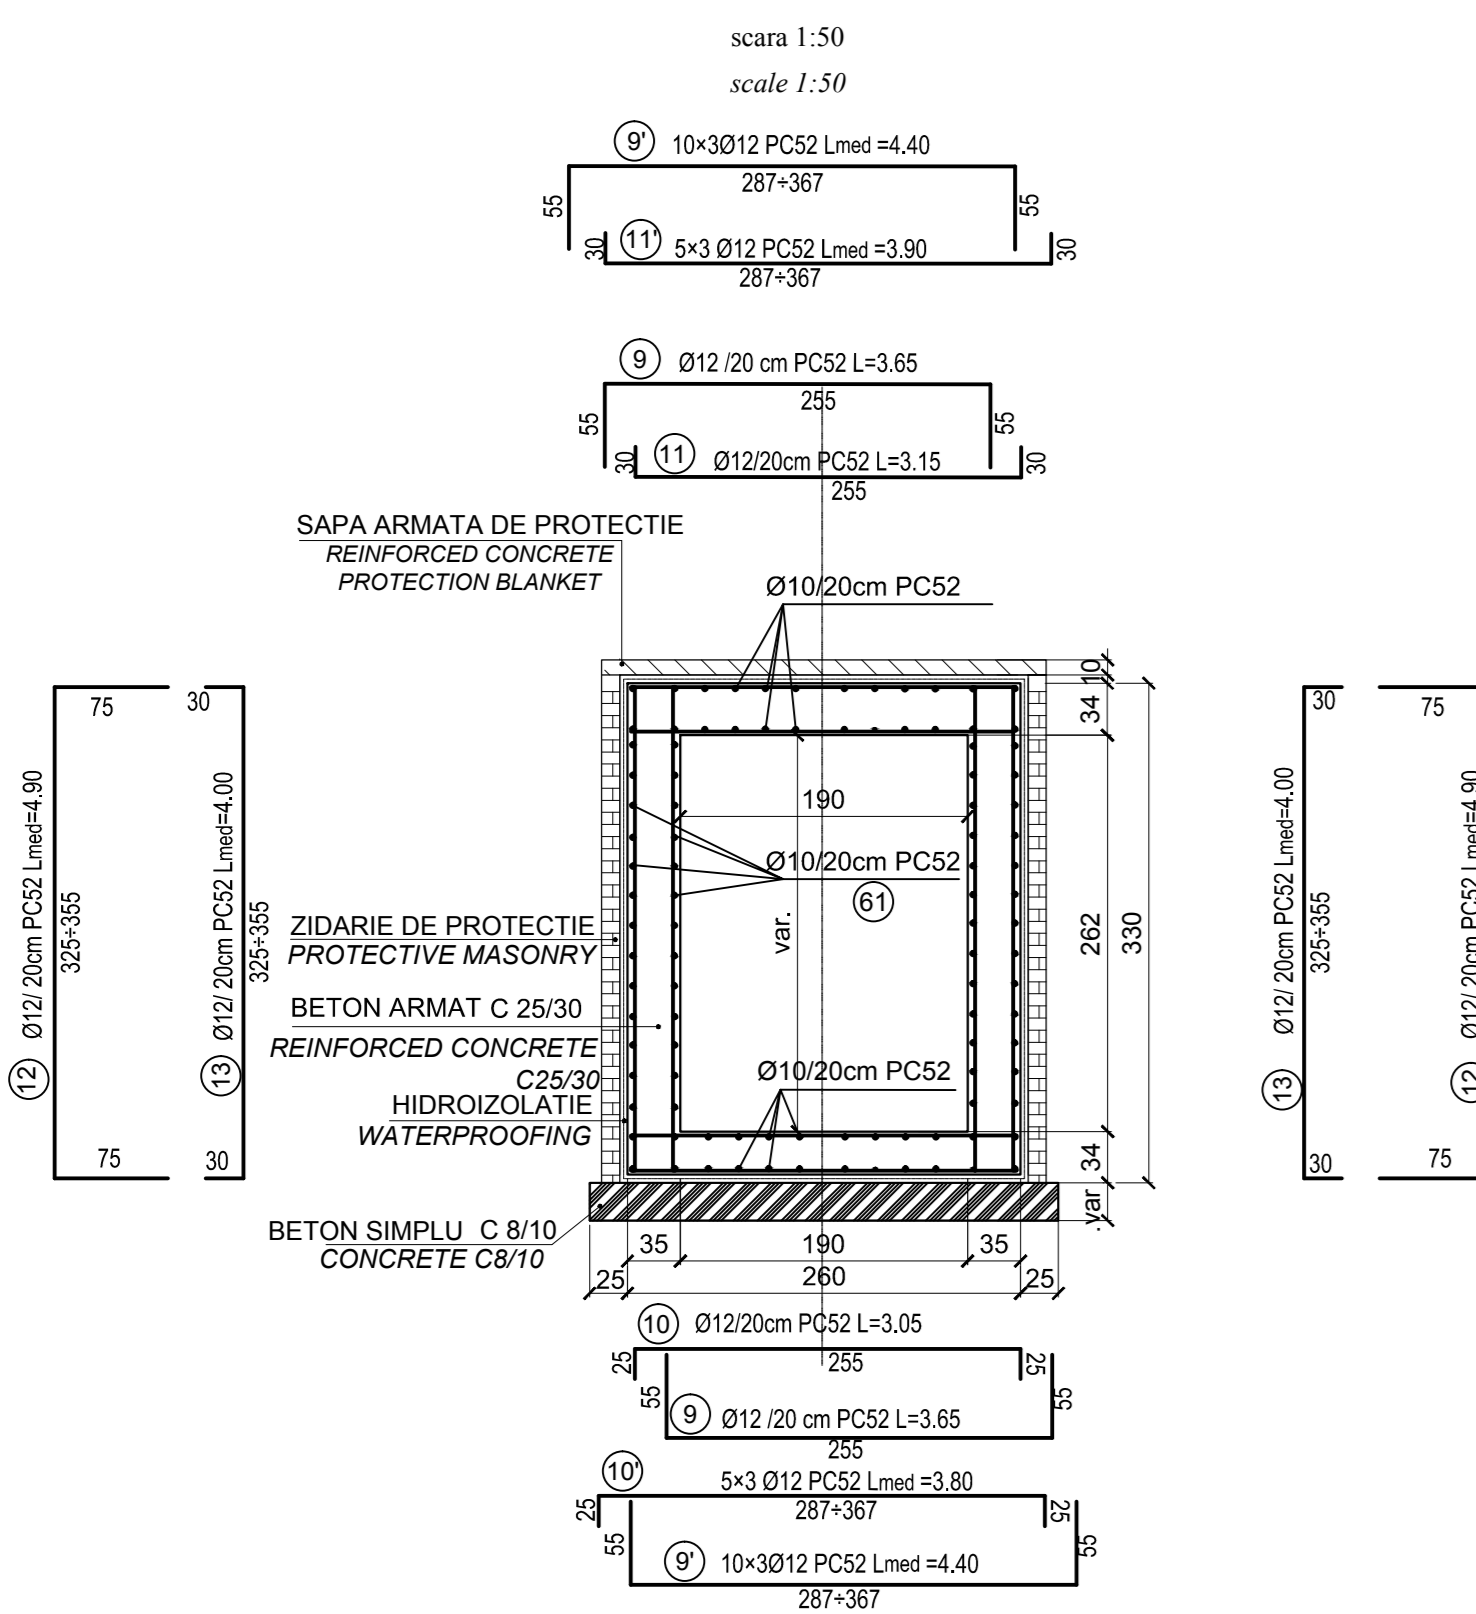 scara 1:50
scale 1:50
9' 10×3Ø12 PC52 Lmed =4.40
287÷367
55
55
11' 5×3 Ø12 PC52 Lmed =3.90
30
30
287÷367
9 Ø12 /20 cm PC52 L=3.65
255
55
55
11 Ø12/20cm PC52 L=3.15
30
30
255
SAPA ARMATA DE PROTECTIE
REINFORCED CONCRETE
PROTECTION BLANKET
Ø10/20cm PC52
10
34
75
30
12 Ø12/ 20cm PC52 Lmed=4.90
325÷355
13 Ø12/ 20cm PC52 Lmed=4.00
325÷355
75
30
190
Ø10/20cm PC52
61
var.
262
330
ZIDARIE DE PROTECTIE
PROTECTIVE MASONRY
BETON ARMAT C 25/30
REINFORCED CONCRETE
C25/30
HIDROIZOLATIE
WATERPROOFING
Ø10/20cm PC52
34
.var
30
75
13 Ø12/ 20cm PC52 Lmed=4.00
325÷355
12 Ø12/ 20cm PC52 Lmed=4.90
30
75
BETON SIMPLU C 8/10
CONCRETE C8/10
35
190
35
25
260
25
10 Ø12/20cm PC52 L=3.05
25
255
25
55
55
9 Ø12 /20 cm PC52 L=3.65
255
10' 5×3 Ø12 PC52 Lmed =3.80
25
287÷367
25
55
55
9' 10×3Ø12 PC52 Lmed =4.40
287÷367